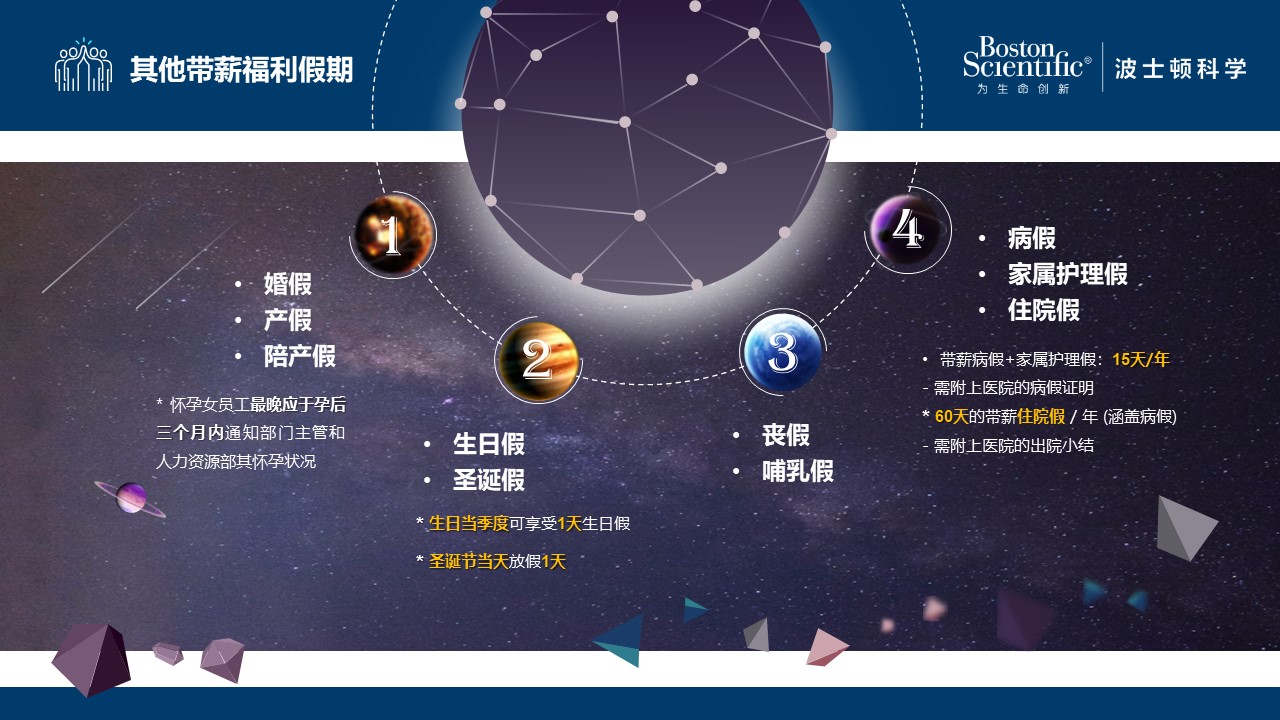 其他带薪福利假期
Boston
Scientific®
为生命创新
波士顿科学
1
• 婚假
• 产假
• 陪产假
* 怀孕女员工最晚应于孕后
三个月内通知部门主管和
人力资源部其怀孕状况
2
• 生日假
• 圣诞假
* 生日当季度可享受1天生日假
* 圣诞节当天放假1天
3
• 丧假
• 哺乳假
4
• 病假
• 家属护理假
• 住院假
• 带薪病假+家属护理假：15天/年
- 需附上医院的病假证明
* 60天的带薪住院假 / 年 (涵盖病假)
- 需附上医院的出院小结